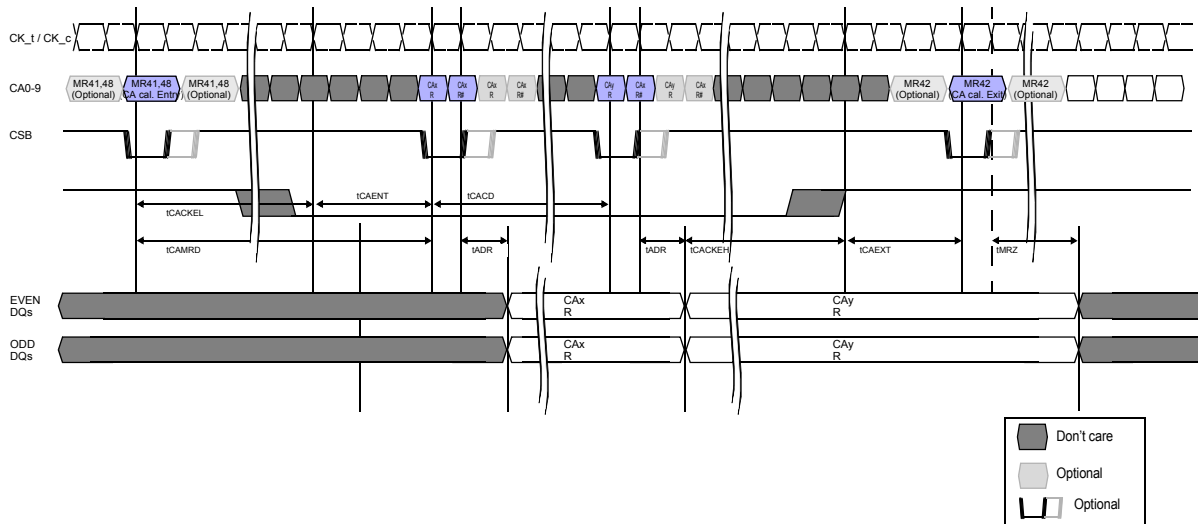 CK_t / CK_c
CA0-9
MR41,48
(Optional)
MR41,48
CA cal. Entry
MR41,48
(Optional)
CAx
R
CAx
R#
CAx
R
CAx
R#
CAy
R
CAx
R#
CAy
R
CAx
R#
MR42
(Optional)
MR42
CA cal. Exit
MR42
(Optional)
CSB
tCACKEL
tCAENT
tCACD
tCAMRD
tADR
tADR
tCACKEH
tCAEXT
tMRZ
EVEN
DQs
CAx
R
CAy
R
ODD
DQs
CAx
R
CAy
R
Don't care
Optional
Optional